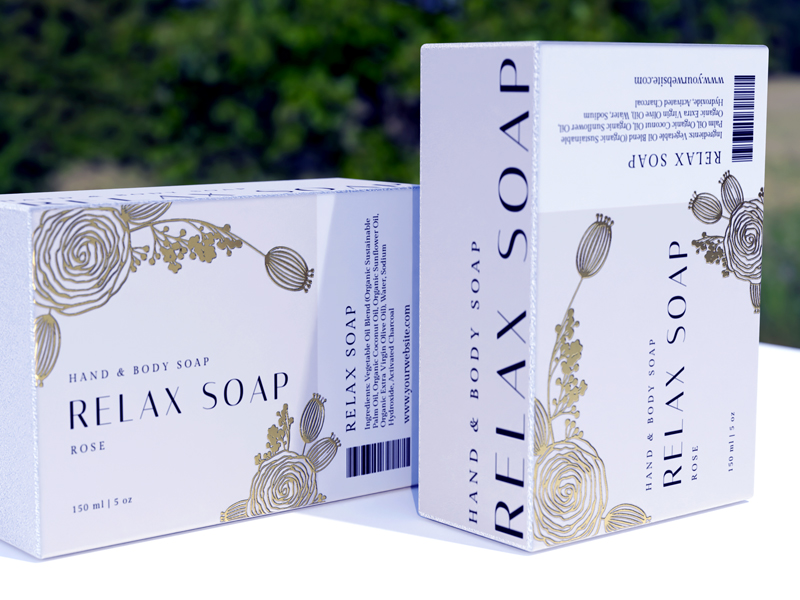 HAND & BODY SOAP
RELAX SOAP
ROSE
150 ml | 5 oz
RELAX SOAP
Ingredients: Vegetable Oil Blend (Organic Sustainable
Palm Oil, Organic Coconut Oil, Organic Sunflower Oil,
Organic Extra Virgin Olive Oil), Water, Sodium
Hydroxide, Activated Charcoal
www.yourwebsite.com
HAND & BODY SOAP
RELAX SOAP
HAND & BODY SOAP
RELAX SOAP
ROSE
150 ml | 5 oz
RELAX SOAP
Ingredients: Vegetable Oil Blend (Organic Sustainable
Palm Oil, Organic Coconut Oil, Organic Sunflower Oil,
Organic Extra Virgin Olive Oil), Water, Sodium
Hydroxide, Activated Charcoal
www.yourwebsite.com